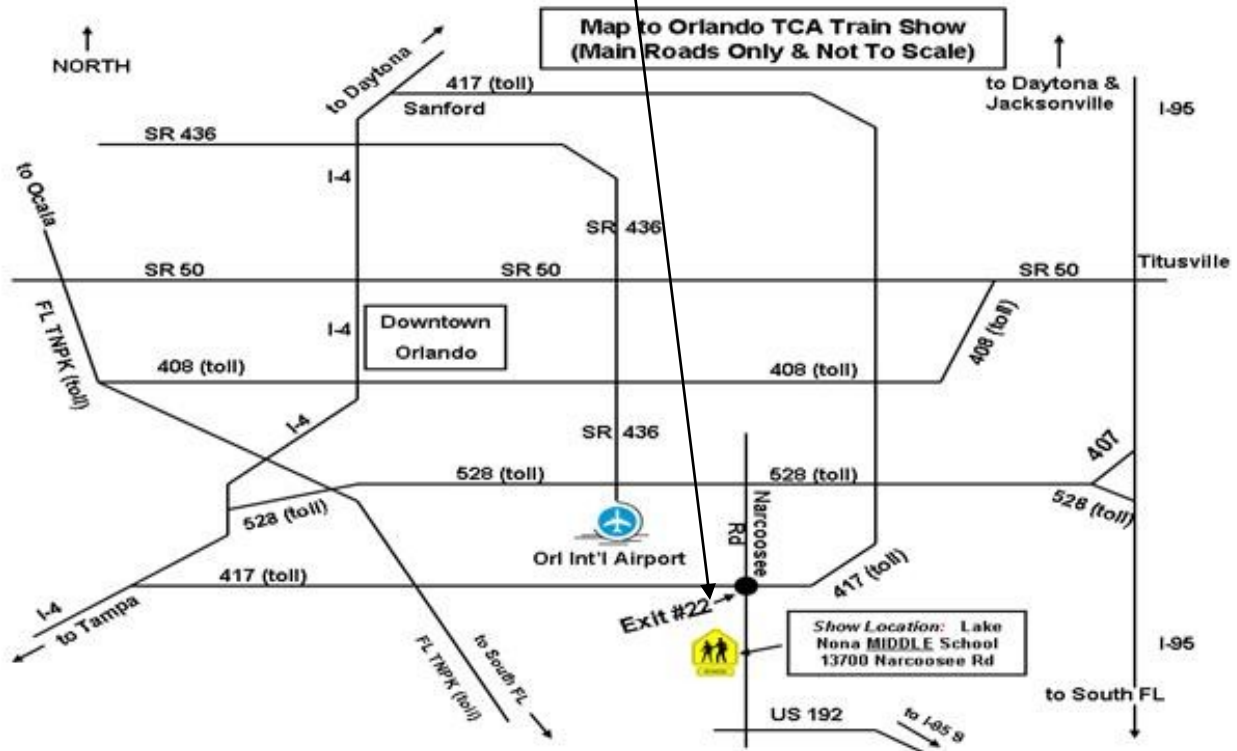 Map to Orlando TCA Train Show
(Main Roads Only & Not To Scale)
NORTH
to Daytona
417 (toll)
Sanford
to Daytona &
Jacksonville
I-95
SR 436
I-4
to Ocala
SR 436
SR 50
SR 50
SR 50
Titusville
FL TNPK (toll)
I-4
Downtown
Orlando
408 (toll)
408 (toll)
408 (toll)
I-4
SR 436
407
528 (toll)
528 (toll)
528 (toll)
528 (toll)
Narcoosee
Rd
Orl Int'l Airport
417 (toll)
417 (toll)
I-4
to Tampa
Exit #22
Show Location: Lake
Nona MIDDLE School
13700 Narcoosee Rd
I-95
FL TNPK (toll)
to South FL
to South FL
US 192
to I-95 S